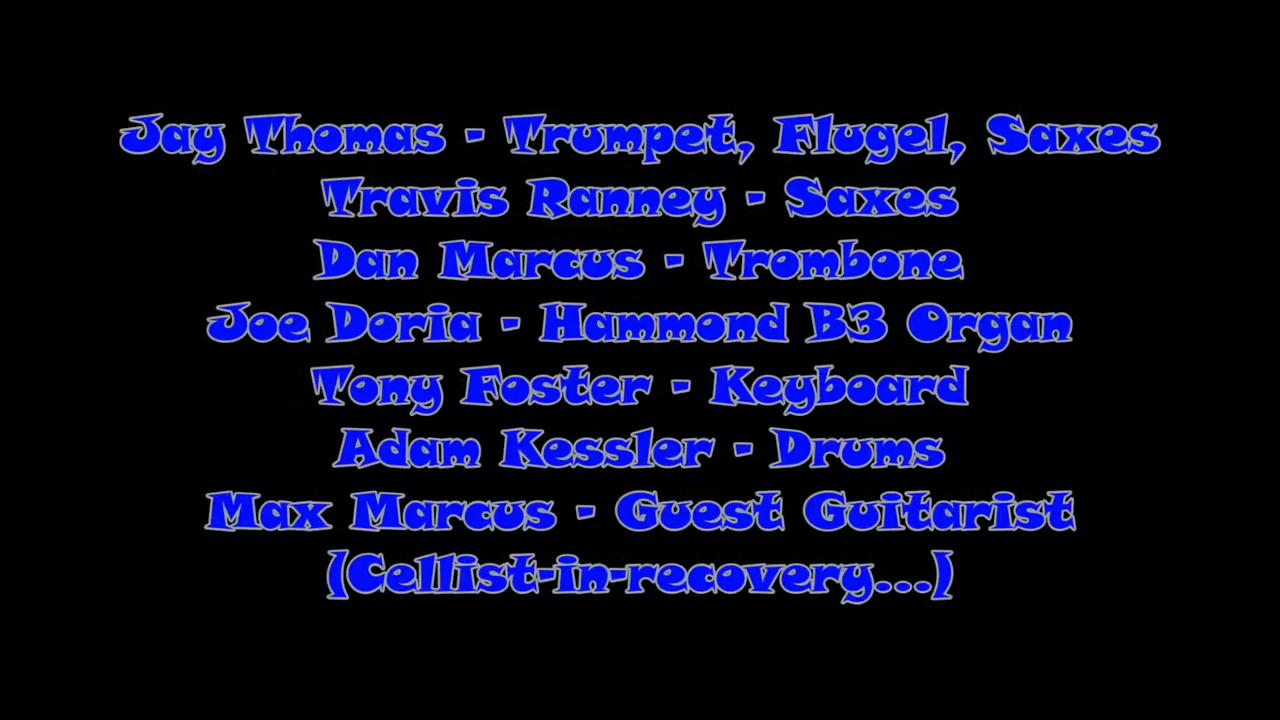 Jay Thomas - Trumpet, Flugel, Saxes
Travis Ranney - Saxes
Dan Marcus - Trombone
Joe Doria - Hammond B3 Organ
Tony Foster - Keyboard
Adam Kessler - Drums
Max Marcus - Guest Guitarist
(Cellist-in-recovery...)